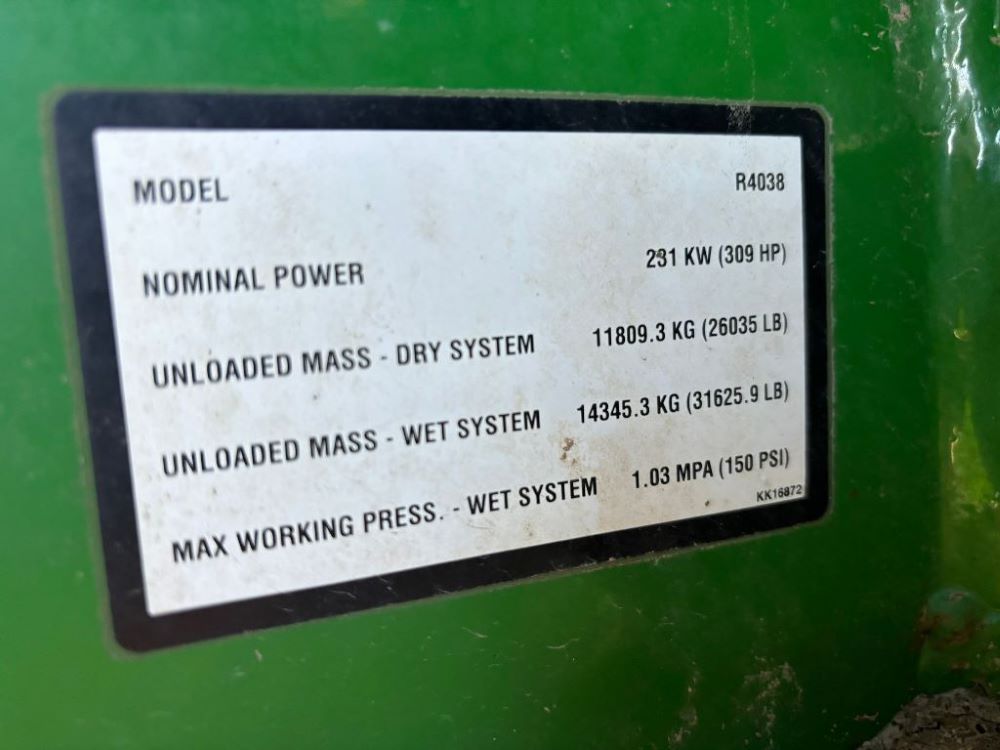 MODEL R4038
NOMINAL POWER 231 KW (309 HP)
UNLOADED MASS - DRY SYSTEM 11809.3 KG (26035 LB)
UNLOADED MASS - WET SYSTEM 14345.3 KG (31625.9 LB)
MAX WORKING PRESS. - WET SYSTEM 1.03 MPA (150 PSI)
KK16872